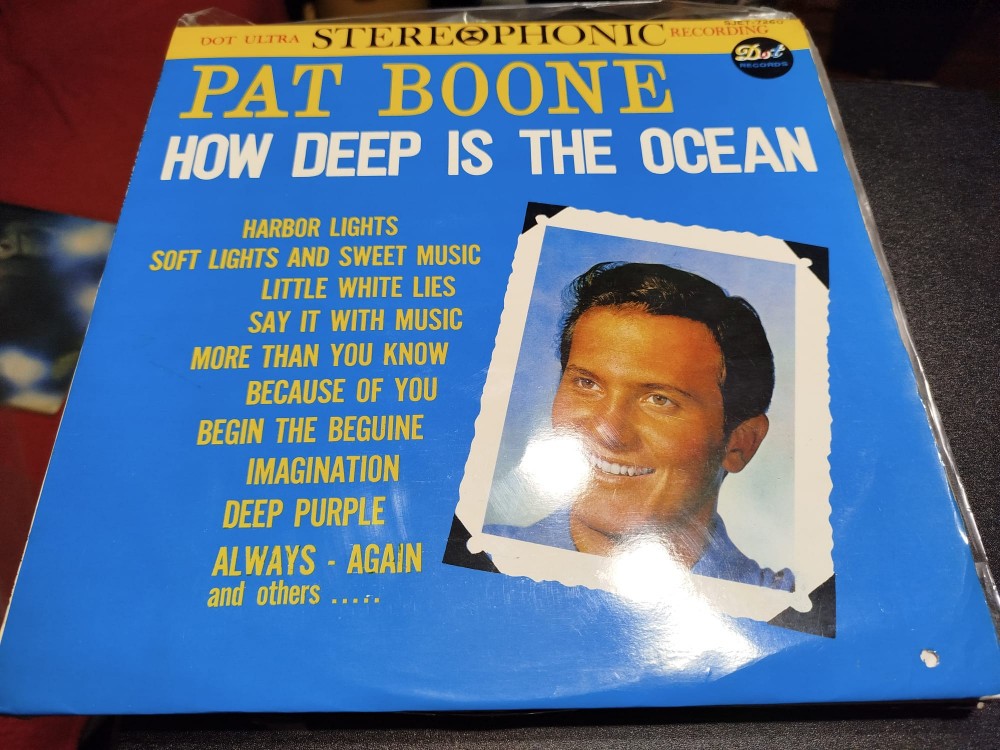 DOT ULTRA STEREOPHONIC RECORDING
Dot
RECORDS
PAT BOONE
HOW DEEP IS THE OCEAN
HARBOR LIGHTS
SOFT LIGHTS AND SWEET MUSIC
LITTLE WHITE LIES
SAY IT WITH MUSIC
MORE THAN YOU KNOW
BECAUSE OF YOU
BEGIN THE BEGUINE
IMAGINATION
DEEP PURPLE
ALWAYS - AGAIN
and others .....